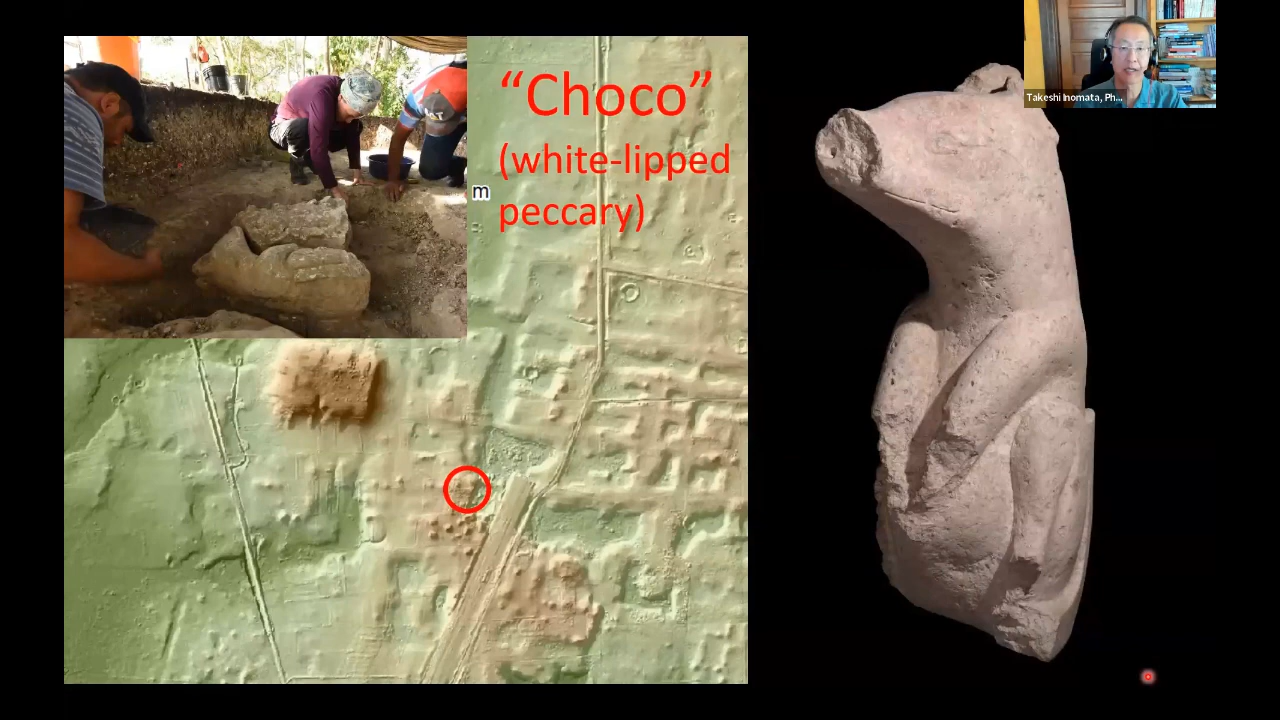 “Choco”
(white-lipped
peccary)
m
Takeshi Inomata, Ph...